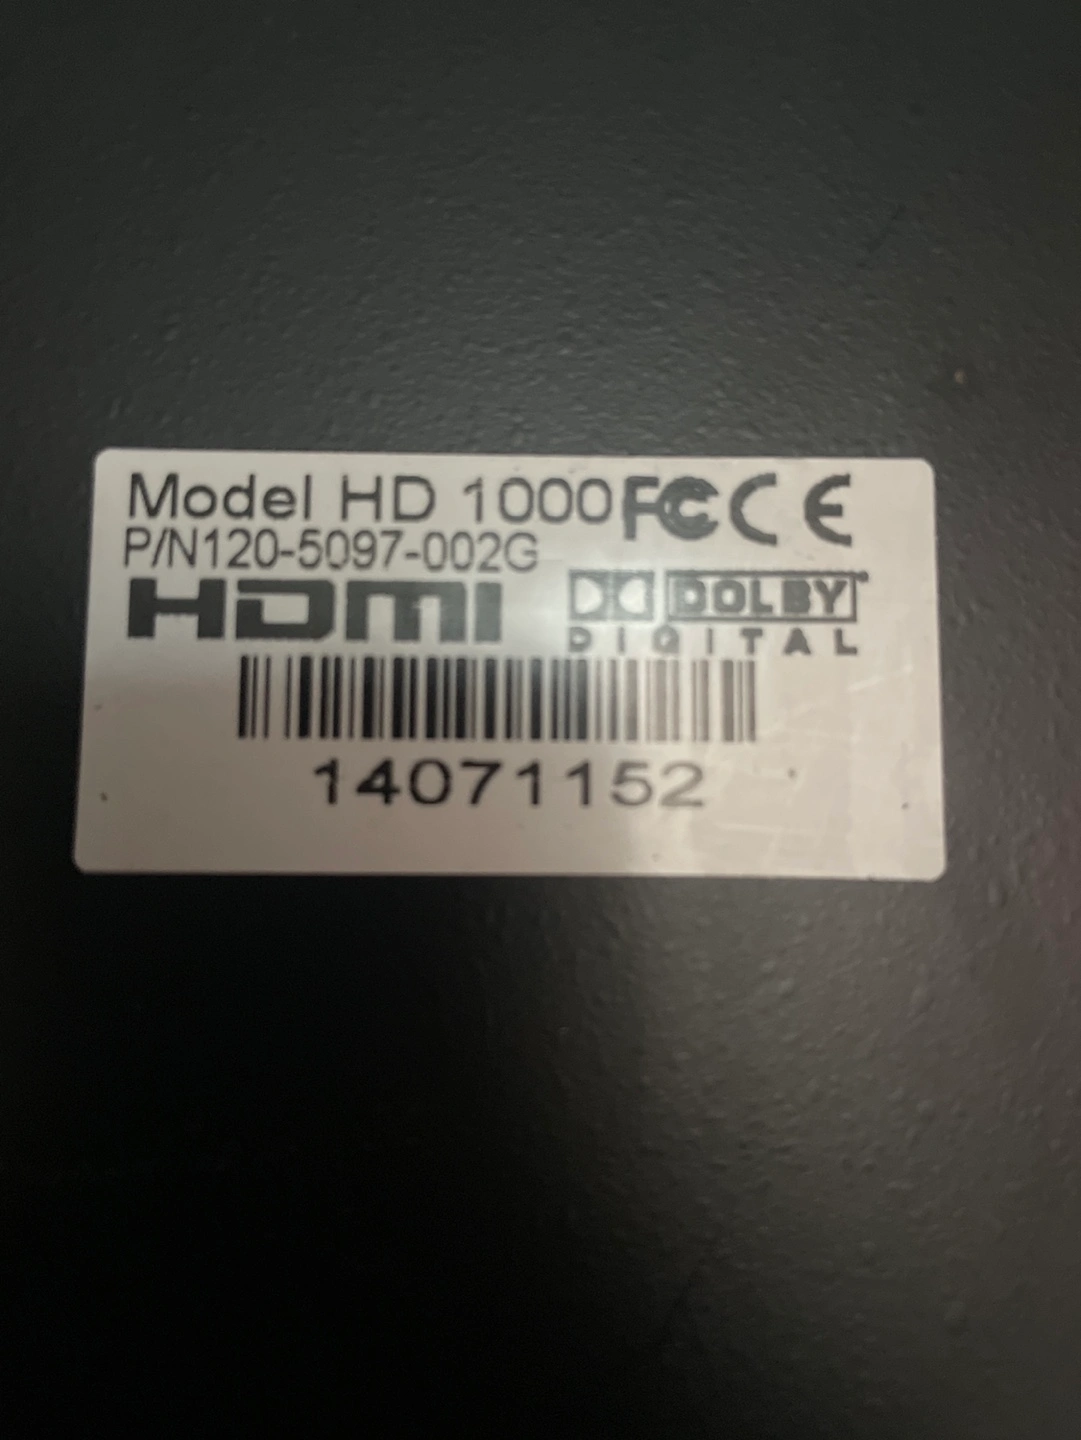 Model HD 1000 FC CE
P/N120-5097-002G
HDMI DOLBY
DIGITAL
14071152